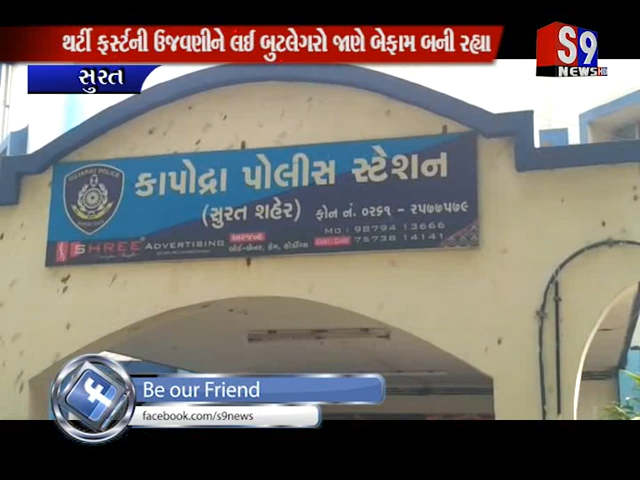 થર્ટી ફર્સ્ટની ઉજવણીને લઈ બુટલેગરો જાણે બેફામ બની રહ્યા
S9
NEWS HD
સુરત
GUJARAT POLICE
કાપોદ્રા પોલીસ સ્ટેશન
(સુરત શહેર) ફોન નં. ૦૨૬૧ - ૨૫૭૭૫૭૯
MO : 98794 13666
75738 14141
SHREE ADVERTISING
Be our Friend
facebook.com/s9news